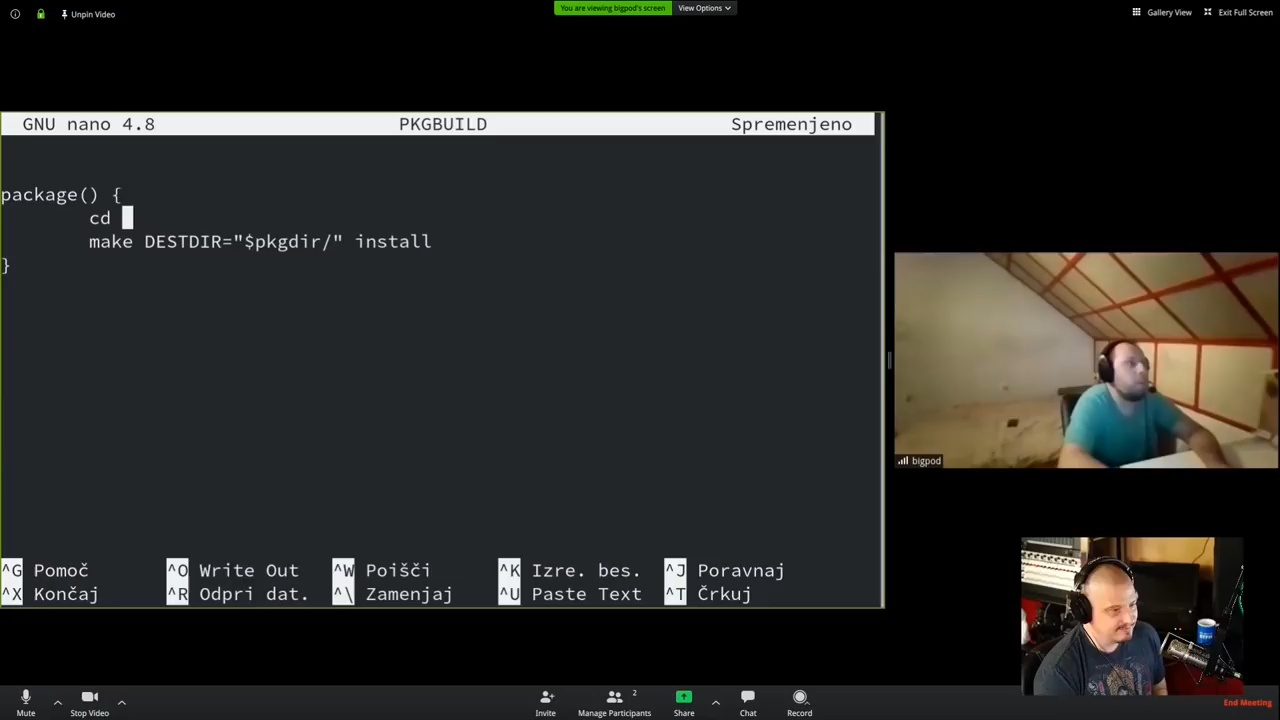 Unpin Video
You are viewing bigpod's screen
View Options
Gallery View
Exit Full Screen
GNU nano 4.8
PKGBUILD
Spremenjeno
package() {
cd
make DESTDIR="$pkgdir/" install
}
^G Pomoč
^O Write Out
^W Poišči
^K Izre. bes.
^J Poravnaj
^X Končaj
^R Odpri dat.
^\ Zamenjaj
^U Paste Text
^T Črkuj
bigpod
Mute
Stop Video
Invite
Manage Participants
2
Share
Chat
Record
End Meeting